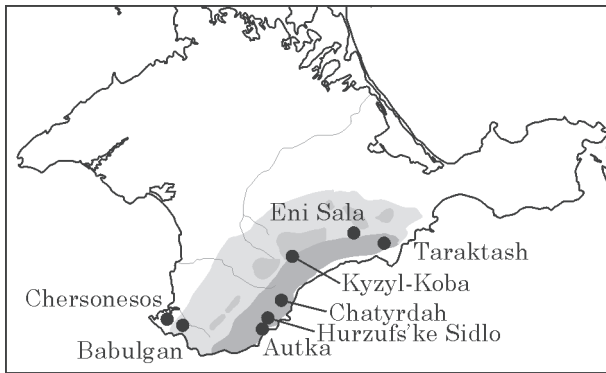 Eni Sala
Taraktash
Kyzyl-Koba
Chersonesos
Chatyrdah
Hurzufs'ke Sidlo
Babulgan
Autka